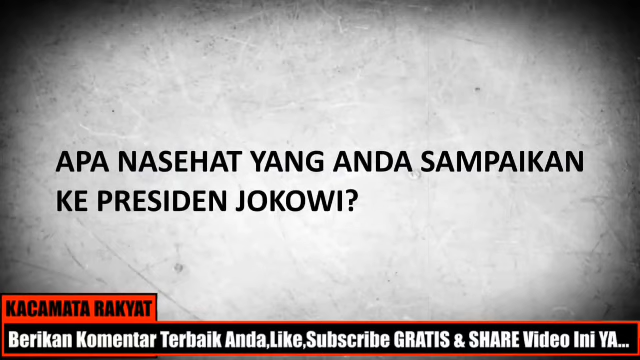 APA NASEHAT YANG ANDA SAMPAIKAN
KE PRESIDEN JOKOWI?
KACAMATA RAKYAT
Berikan Komentar Terbaik Anda,Like,Subscribe GRATIS & SHARE Video Ini YA...